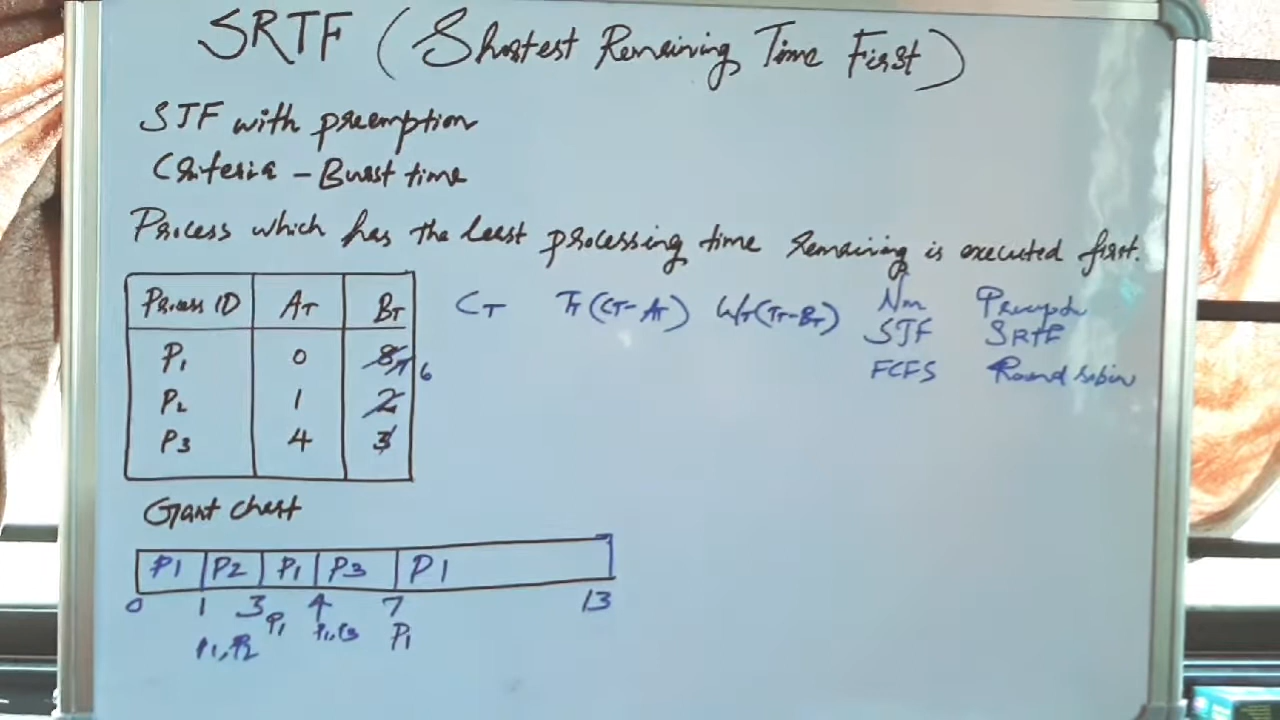 SRTF (Shortest Remaining Time First)
SJF with preemption
Criteria - Burst time
Process which has the least processing time remaining is executed first.
Process ID AT BT CT TT(CT-AT) WT(TT-BT) Non Preemptn
SJF SRTF
P1 0 8 7 6 FCFS Round robin
P2 1 2
P3 4 3
Gant chart
P1 P2 P1 P3 P1
0 1 3 4 7 13
P1 P1,P3 P1
P1,P2